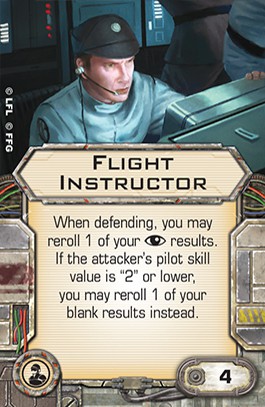 © LFL © FFG
FLIGHT
INSTRUCTOR
When defending, you may
reroll 1 of your results.
If the attacker's pilot skill
value is “2” or lower,
you may reroll 1 of your
blank results instead.
4